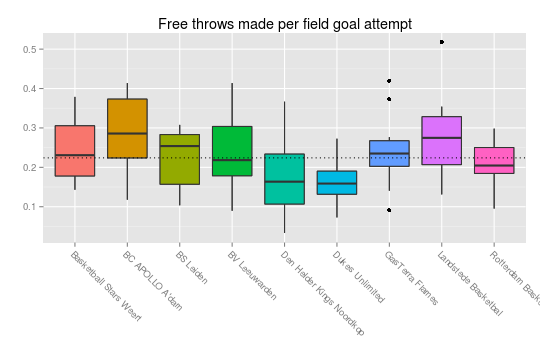 Free throws made per field goal attempt
0.5
0.4
0.3
0.2
0.1
Basketball Stars Weert
BC APOLLO A'dam
BS Leiden
BV Leeuwarden
Den Helder Kings Noordkop
Dukes Unlimited
GasTerra Flames
Landstede Basketbal
Rotterdam Bask